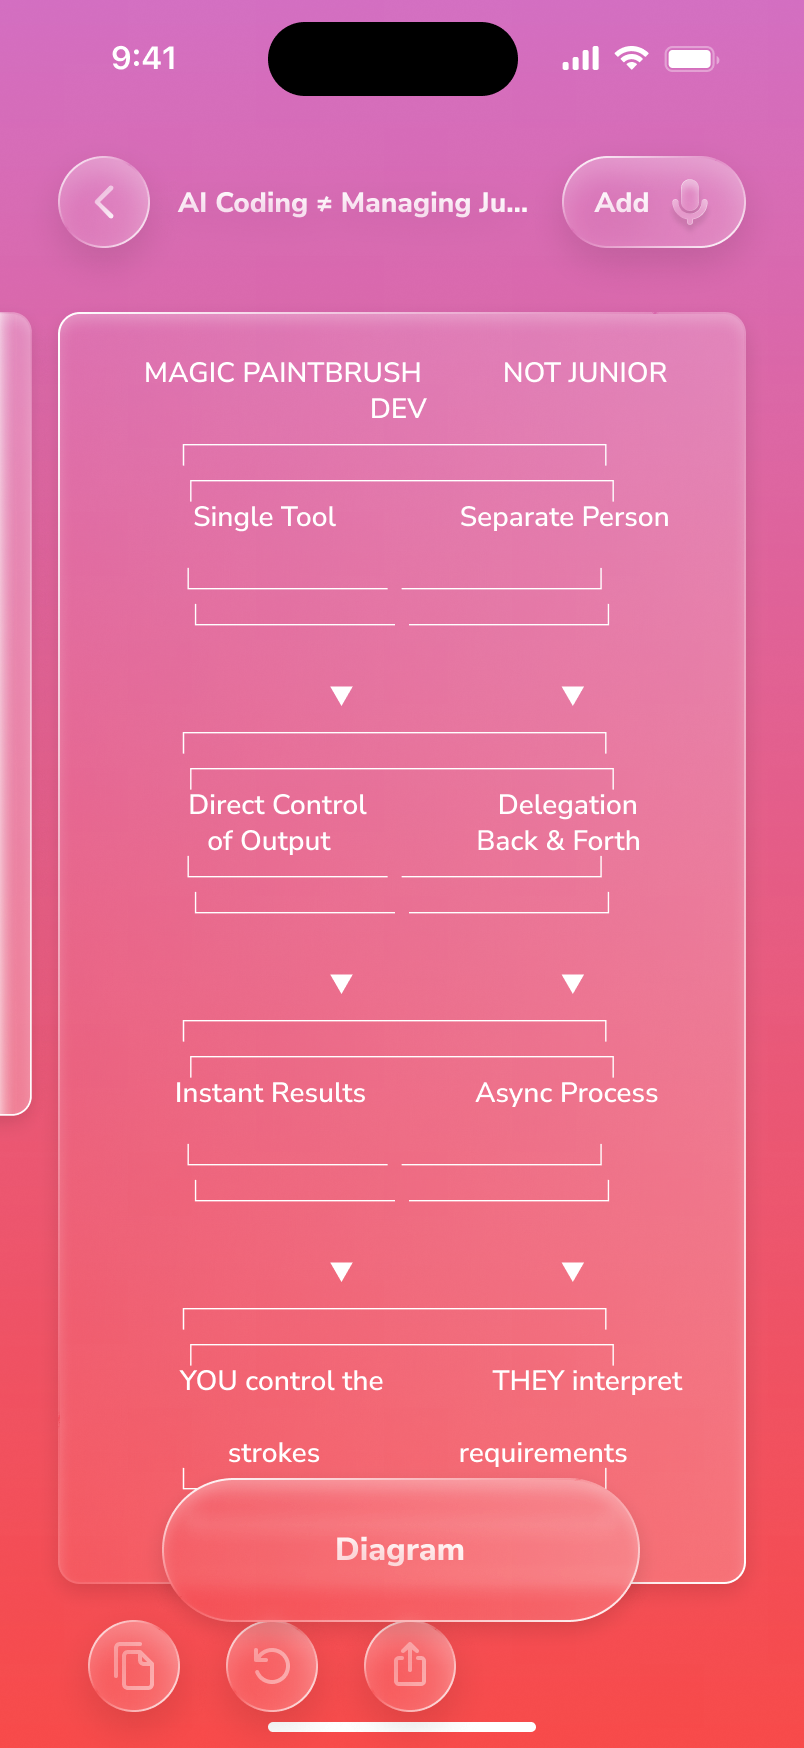 9:41
AI Coding ≠ Managing Ju...
Add
MAGIC PAINTBRUSH NOT JUNIOR
DEV
Single Tool Separate Person
▼ ▼
Direct Control Delegation
of Output Back & Forth
▼ ▼
Instant Results Async Process
▼ ▼
YOU control the THEY interpret
strokes requirements
Diagram